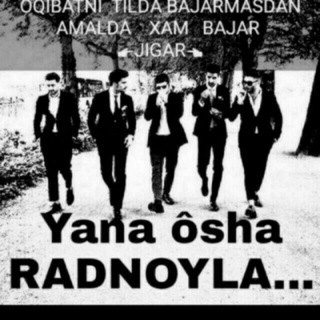 OQIBATNI TILDA BAJARMASDAN
AMALDA XAM BAJAR
JIGAR
Yana ôsha
RADNOYLA...